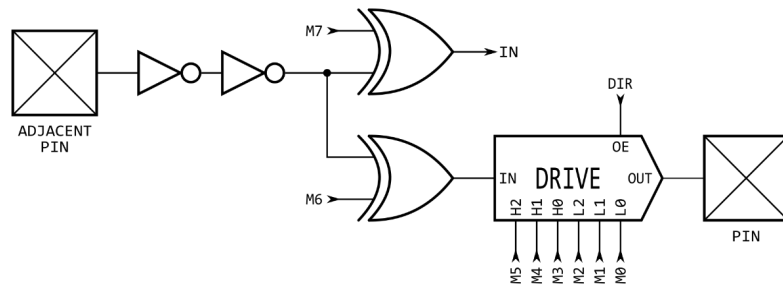 M7
IN
ADJACENT
PIN
M6
DIR
OE
IN
DRIVE
OUT
H2
H1
H0
L2
L1
L0
M5
M4
M3
M2
M1
M0
PIN